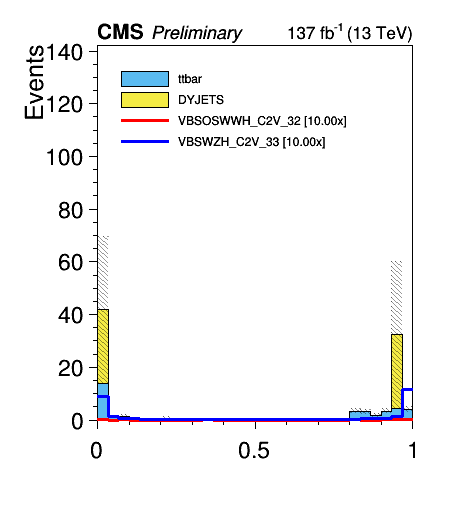 CMS Preliminary 137 fb-1 (13 TeV)
Events
140
120
100
80
60
40
20
0
ttbar
DYJETS
VBSOSWWH_C2V_32 [10.00x]
VBSWZH_C2V_33 [10.00x]
0 0.5 1